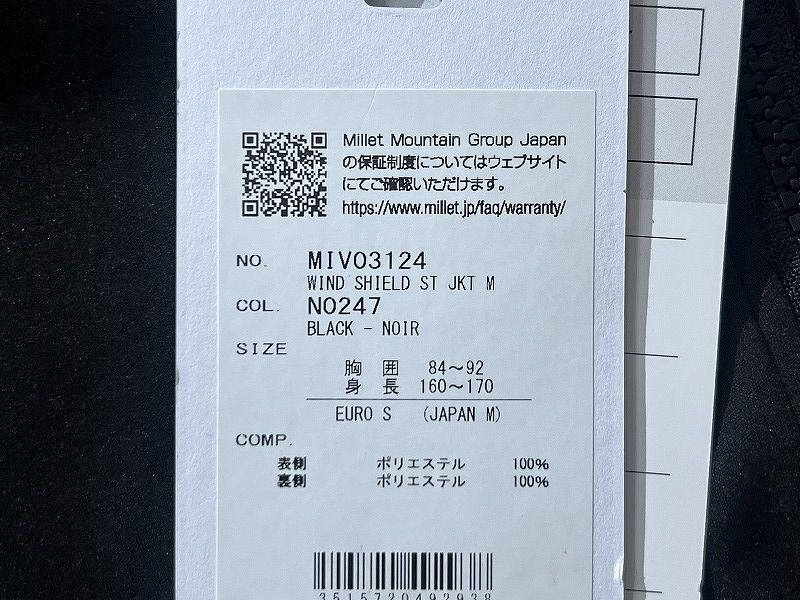 Millet Mountain Group Japan
の保証制度についてはウェブサイト
にてご確認いただけます。
https://www.millet.jp/faq/warranty/
NO. MIV03124
WIND SHIELD ST JKT M
COL. N0247
BLACK - NOIR
SIZE
胸 囲 84～92
身 長 160～170
EURO S (JAPAN M)
COMP.
表側 ポリエステル 100%
裏側 ポリエステル 100%
3515720492938